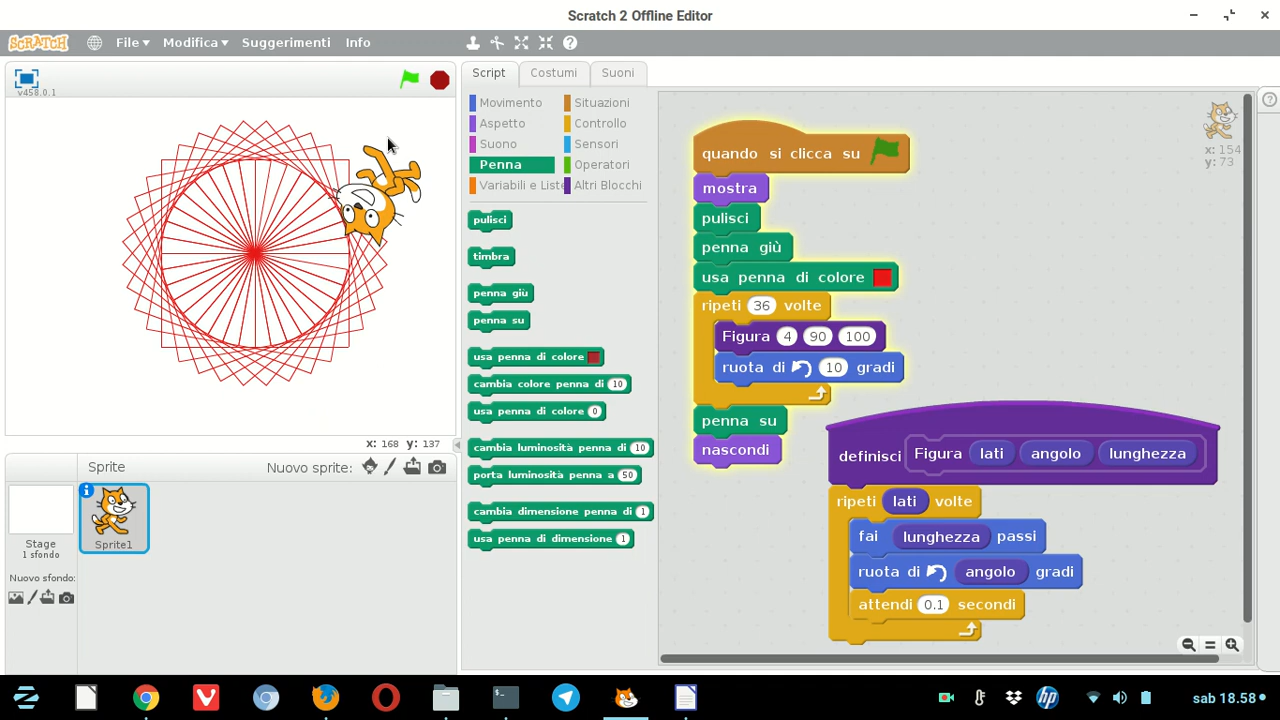 Scratch 2 Offline Editor
SCRATCH
File Modifica Suggerimenti Info
v458.0.1
Script Costumi Suoni
Movimento Situazioni
Aspetto Controllo
Suono Sensori
Penna Operatori
Variabili e Liste Altri Blocchi
pulisci
timbra
penna giù
penna su
usa penna di colore
cambia colore penna di 10
usa penna di colore 0
cambia luminosità penna di 10
porta luminosità penna a 50
cambia dimensione penna di 1
usa penna di dimensione 1
x: 154
y: 73
quando si clicca su
mostra
pulisci
penna giù
usa penna di colore
ripeti 36 volte
Figura 4 90 100
ruota di 10 gradi
penna su
nascondi
definisci Figura lati angolo lunghezza
ripeti lati volte
fai lunghezza passi
ruota di angolo gradi
attendi 0.1 secondi
x: 168 y: 137
Sprite Nuovo sprite:
Stage
1 sfondo
Sprite1
Nuovo sfondo:
hp
sab 18.58